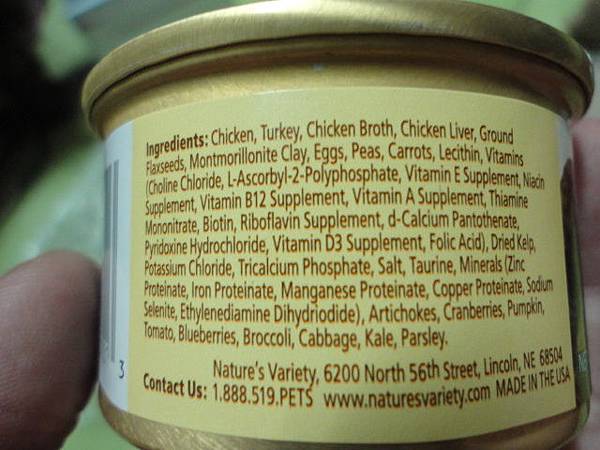 Ingredients: Chicken, Turkey, Chicken Broth, Chicken Liver, Ground
Flaxseeds, Montmorillonite Clay, Eggs, Peas, Carrots, Lecithin, Vitamins
(Choline Chloride, L-Ascorbyl-2-Polyphosphate, Vitamin E Supplement, Niacin
Supplement, Vitamin B12 Supplement, Vitamin A Supplement, Thiamine
Mononitrate, Biotin, Riboflavin Supplement, d-Calcium Pantothenate,
Pyridoxine Hydrochloride, Vitamin D3 Supplement, Folic Acid), Dried Kelp,
Potassium Chloride, Tricalcium Phosphate, Salt, Taurine, Minerals (Zinc
Proteinate, Iron Proteinate, Manganese Proteinate, Copper Proteinate, Sodium
Selenite, Ethylenediamine Dihydriodide), Artichokes, Cranberries, Pumpkin,
Tomato, Blueberries, Broccoli, Cabbage, Kale, Parsley.
Nature's Variety, 6200 North 56th Street, Lincoln, NE 68504
Contact Us: 1.888.519.PETS www.naturesvariety.com MADE IN THE USA
3